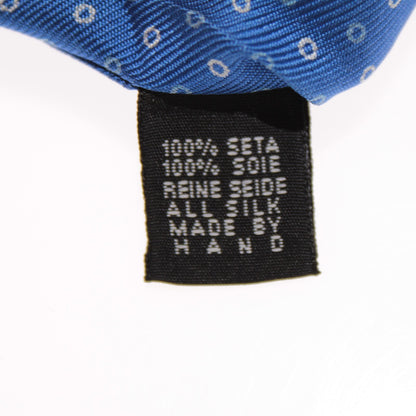 100% SETA
100% SOIE
REINE SEIDE
ALL SILK
MADE BY
HAND